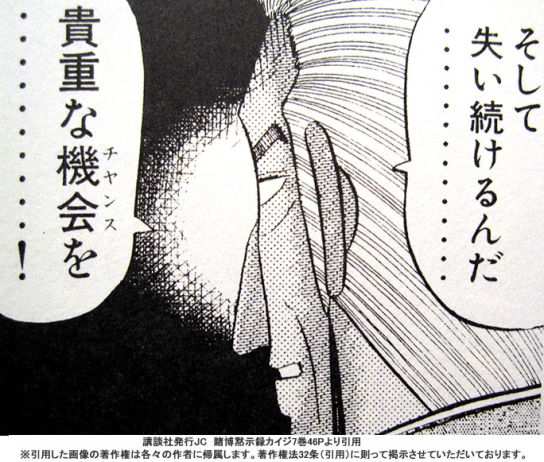 そして
失い続けるんだ
‥‥‥‥‥‥
貴重な機会を
チャンス
‥‥‥‥‥‥!
講談社発行JC 賭博黙示録カイジ7巻46Pより引用
※引用した画像の著作権は各々の作者に帰属します。著作権法32条(引用)に則って掲示させていただいております。